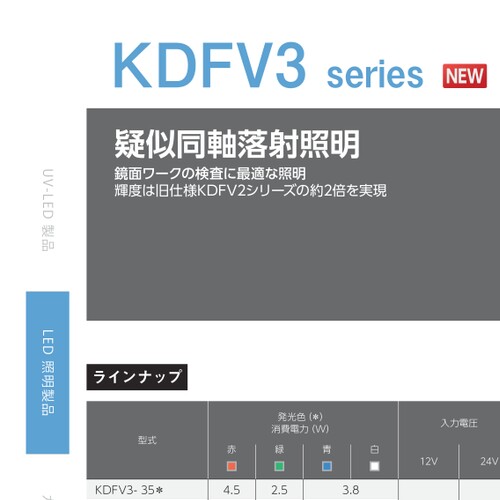 KDFV3 series NEW
疑似同軸落射照明
鏡面ワークの検査に最適な照明
輝度は旧仕様KDFV2シリーズの約2倍を実現
UV-LED 製品
LED 照明製品
ラインナップ
型式
発光色 (*)
消費電力 (W)
入力電圧
赤 緑 青 白
12V 24V
KDFV3- 35* 4.5 2.5 3.8